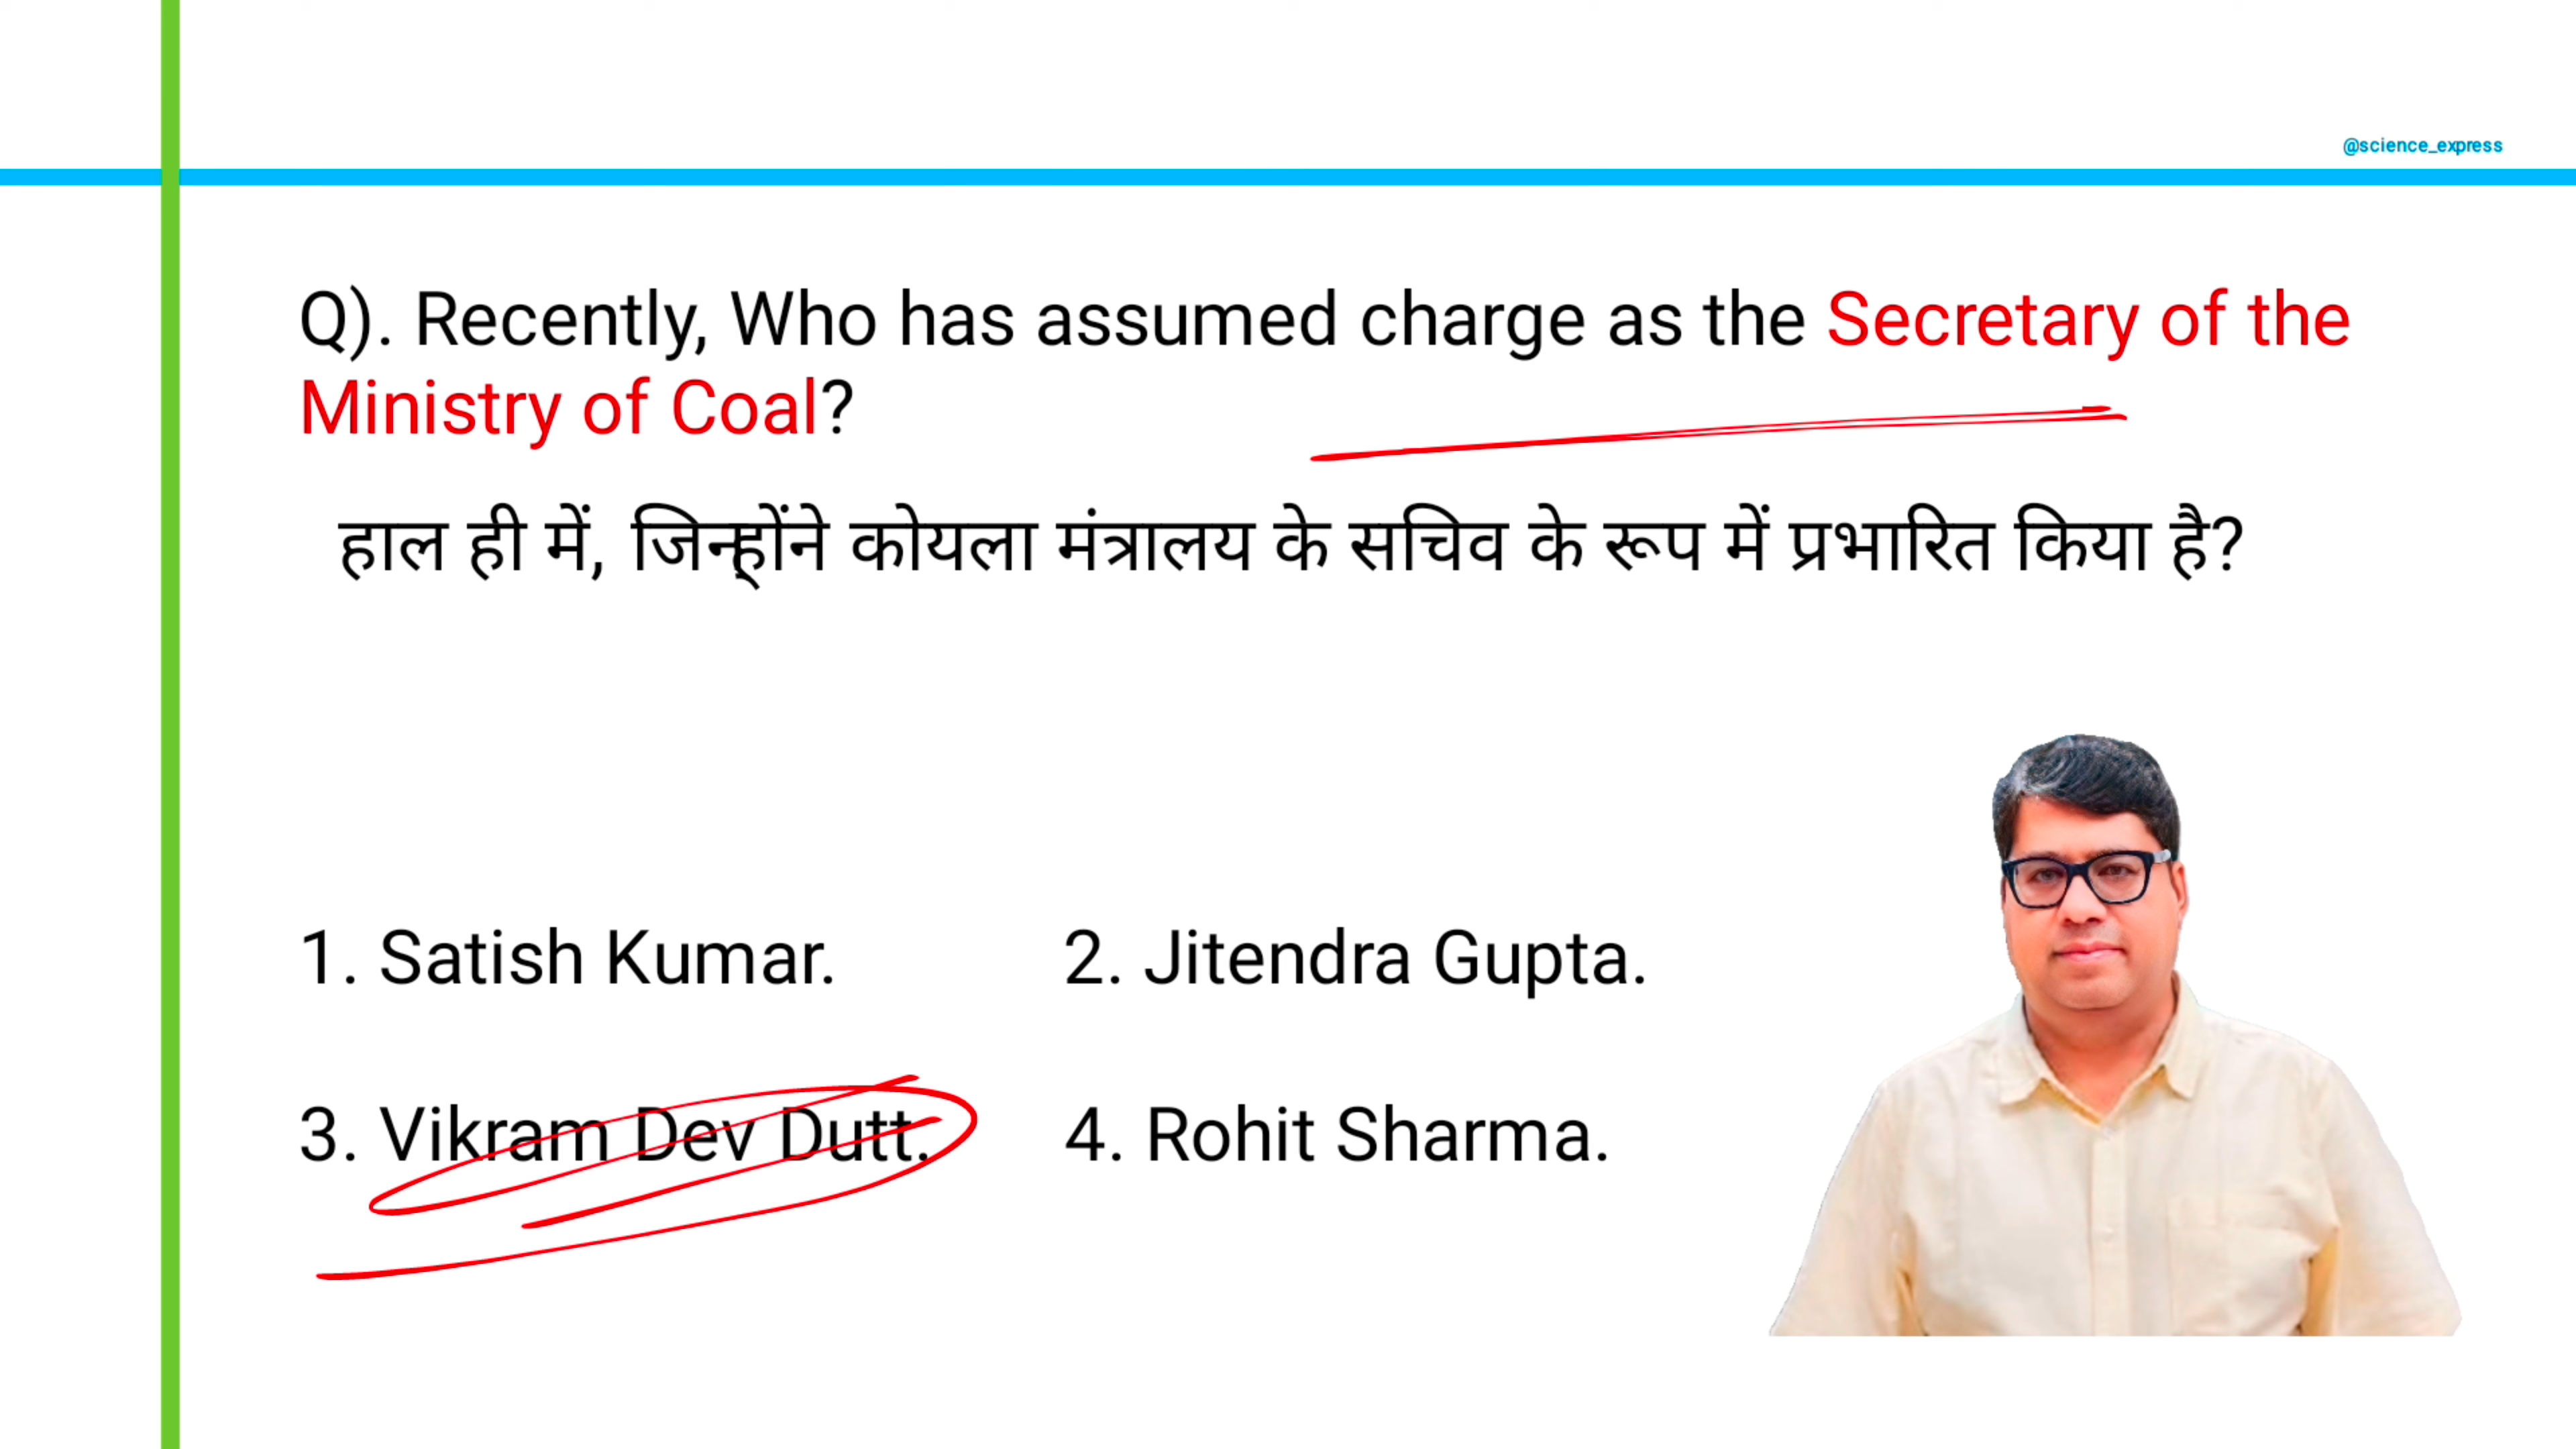 @science_express
Q). Recently, Who has assumed charge as the Secretary of the
Ministry of Coal?
हाल ही में, जिन्होंने कोयला मंत्रालय के सचिव के रूप में प्रभारित किया है?
1. Satish Kumar.
2. Jitendra Gupta.
3. Vikram Dev Dutt.
4. Rohit Sharma.